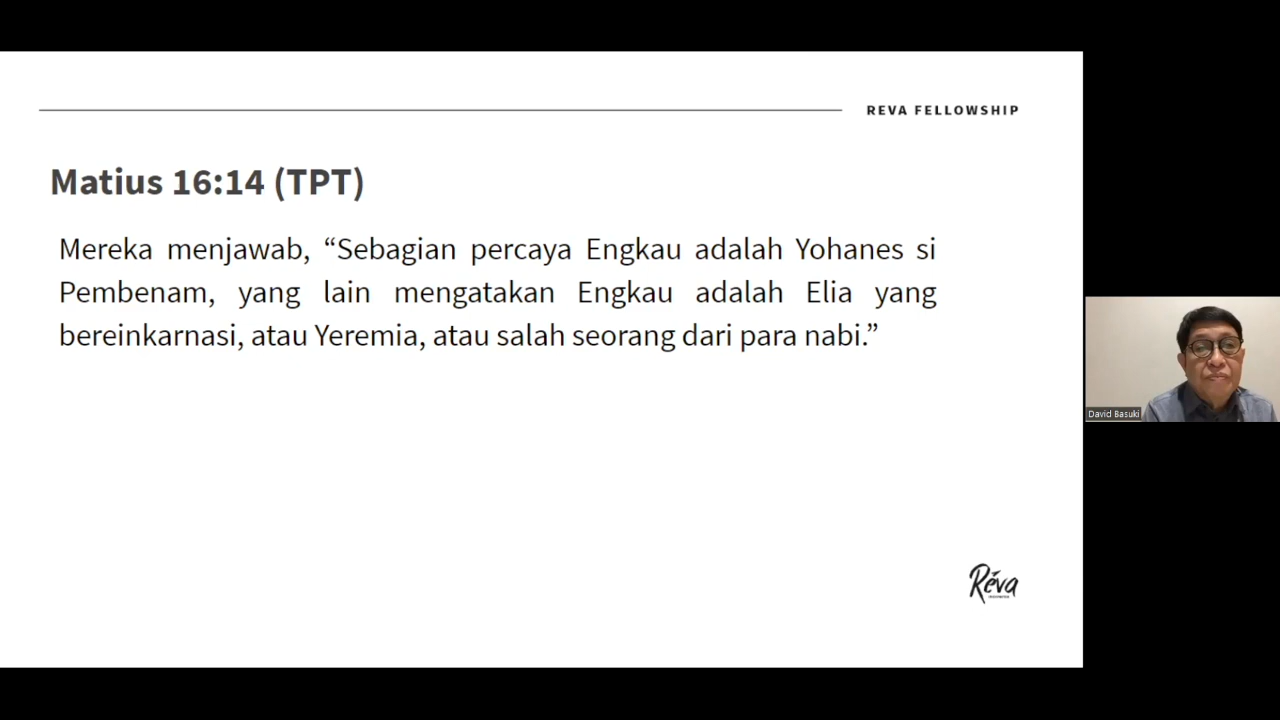 REVA FELLOWSHIP
Matius 16:14 (TPT)
Mereka menjawab, “Sebagian percaya Engkau adalah Yohanes si
Pembenam, yang lain mengatakan Engkau adalah Elia yang
bereinkarnasi, atau Yeremia, atau salah seorang dari para nabi.”
David Basuki
Réva